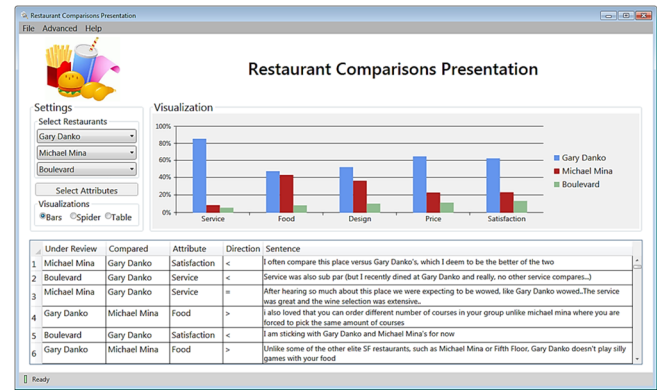 Restaurant Comparisons Presentation
File Advanced Help
Restaurant Comparisons Presentation
Settings
Select Restaurants
Gary Danko
Michael Mina
Boulevard
Select Attributes
Visualizations
Bars Spider Table
Visualization
100%
80%
60%
40%
20%
0%
Service Food Design Price Satisfaction
Gary Danko
Michael Mina
Boulevard
Under Review Compared Attribute Direction Sentence
1 Michael Mina Gary Danko Satisfaction < I often compare this place versus Gary Danko's, which I deem to be the better of the two
2 Boulevard Gary Danko Service < Service was also sub par (but I recently dined at Gary Danko and really, no other service compares...)
3 Michael Mina Gary Danko Service = After hearing so much about this place we were expecting to be wowed, like Gary Danko wowed..The service
was great and the wine selection was extensive..
4 Gary Danko Michael Mina Food > i also loved that you can order different number of courses in your group unlike michael mina where you are
forced to pick the same amount of courses
5 Boulevard Gary Danko Satisfaction < I am sticking with Gary Danko and Michael Mina's for now
6 Gary Danko Michael Mina Food > Unlike some of the other elite SF restaurants, such as Michael Mina or Fifth Floor, Gary Danko doesn't play silly
games with your food
Ready